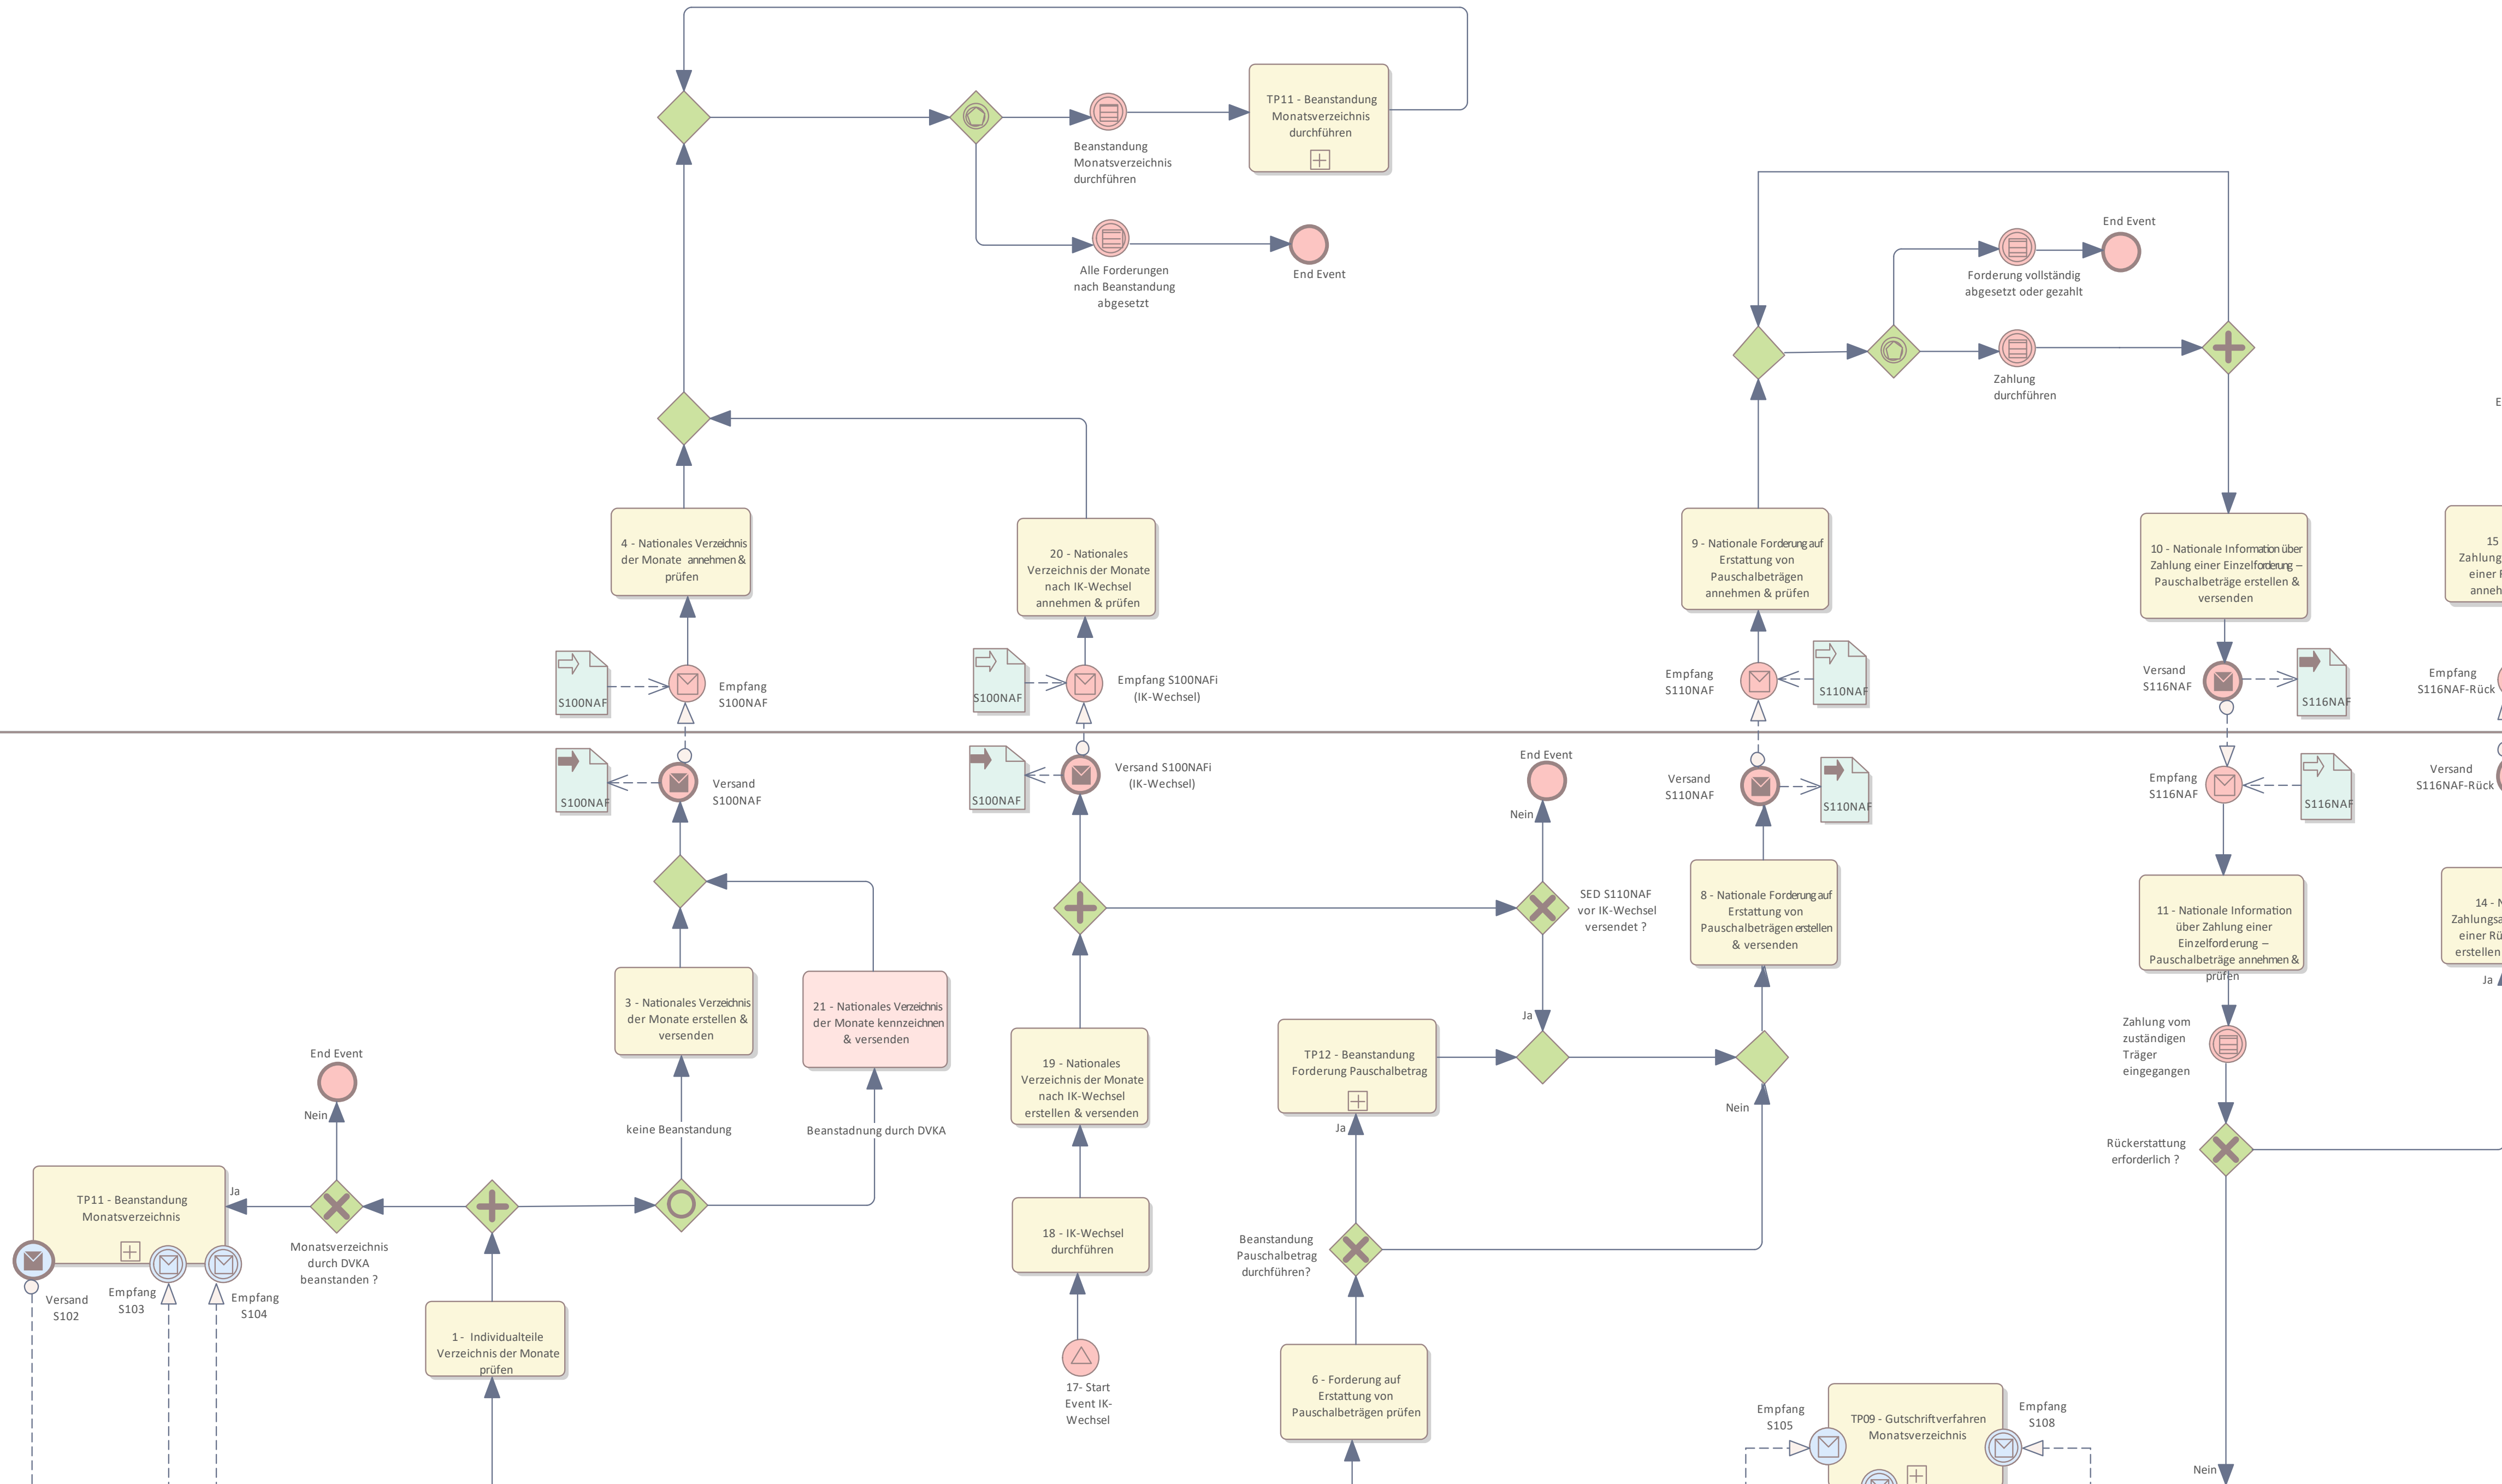 TP11 - Beanstandung
Monatsverzeichnis
durchführen
Beanstandung
Monatsverzeichnis
durchführen
Alle Forderungen
nach Beanstandung
abgesetzt
End Event
End Event
Forderung vollständig
abgesetzt oder gezahlt
Zahlung
durchführen
E
4 - Nationales Verzeichnis
der Monate annehmen &
prüfen
20 - Nationales
Verzeichnis der Monate
nach IK-Wechsel
annehmen & prüfen
9 - Nationale Forderung auf
Erstattung von
Pauschalbeträgen
annehmen & prüfen
10 - Nationale Information über
Zahlung einer Einzelforderung –
Pauschalbeträge erstellen &
versenden
15
Zahlung
einer
anneh
S100NAF
Empfang
S100NAF
S100NAF
Empfang S100NAFi
(IK-Wechsel)
Empfang
S110NAF
S110NAF
Versand
S116NAF
S116NAF
Empfang
S116NAF-Rück
S100NAF
Versand
S100NAF
S100NAF
Versand S100NAFi
(IK-Wechsel)
End Event
Nein
Versand
S110NAF
S110NAF
Empfang
S116NAF
S116NAF
Versand
S116NAF-Rück
SED S110NAF
vor IK-Wechsel
versendet ?
Ja
8 - Nationale Forderung auf
Erstattung von
Pauschalbeträgen erstellen
& versenden
11 - Nationale Information
über Zahlung einer
Einzelforderung –
Pauschalbeträge annehmen &
prüfen
14 - N
Zahlungsa
einer Rü
erstellen
Ja
3 - Nationales Verzeichnis
der Monate erstellen &
versenden
21 - Nationales Verzeichnis
der Monate kennzeichnen
& versenden
19 - Nationales
Verzeichnis der Monate
nach IK-Wechsel
erstellen & versenden
TP12 - Beanstandung
Forderung Pauschalbetrag
Zahlung vom
zuständigen
Träger
eingegangen
End Event
Nein
keine Beanstandung
Beanstadnung durch DVKA
Ja
Nein
Rückerstattung
erforderlich ?
TP11 - Beanstandung
Monatsverzeichnis
Ja
Monatsverzeichnis
durch DVKA
beanstanden ?
18 - IK-Wechsel
durchführen
Beanstandung
Pauschalbetrag
durchführen?
Versand
S102
Empfang
S103
Empfang
S104
1 - Individualteile
Verzeichnis der Monate
prüfen
17- Start
Event IK-
Wechsel
6 - Forderung auf
Erstattung von
Pauschalbeträgen prüfen
Empfang
S105
TP09 - Gutschriftverfahren
Monatsverzeichnis
Empfang
S108
Nein